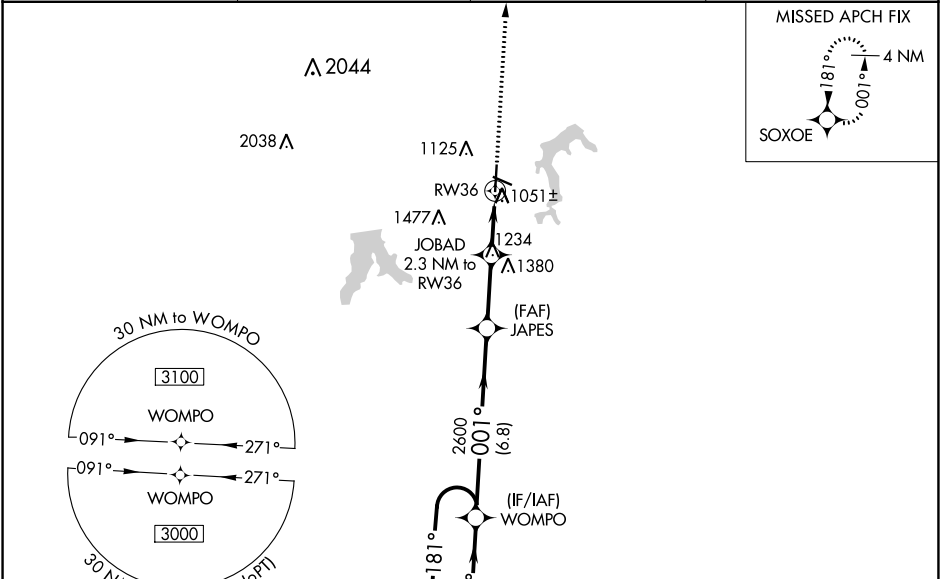 MISSED APCH FIX
4 NM
181°
001°
SOXOE
2044
2038
1125
RW36
1051±
1477
JOBAD
2.3 NM to
RW36
1234
1380
(FAF)
JAPES
30 NM to WOMPO
3100
WOMPO
091°
271°
091°
271°
WOMPO
3000
2600
001°
(6.8)
(IF/IAF)
WOMPO
181°